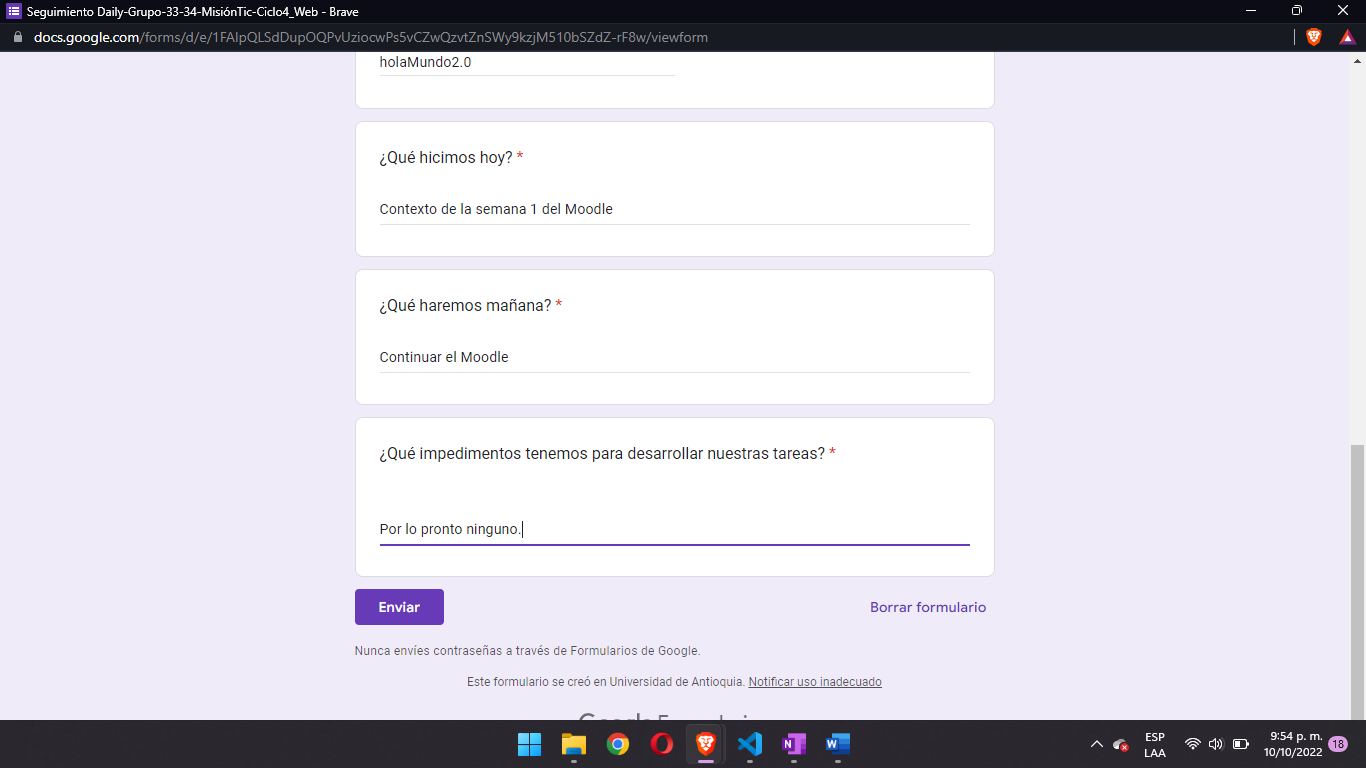 Seguimiento Daily-Grupo-33-34-MisiónTic-Ciclo4_Web - Brave
docs.google.com/forms/d/e/1FAIpQLSdDupOQPvUziocwPs5vCZwQzvtZnSWy9kzjM510bSZdZ-rF8w/viewform
holaMundo2.0
¿Qué hicimos hoy? *
Contexto de la semana 1 del Moodle
¿Qué haremos mañana? *
Continuar el Moodle
¿Qué impedimentos tenemos para desarrollar nuestras tareas? *
Por lo pronto ninguno.
Enviar
Borrar formulario
Nunca envíes contraseñas a través de Formularios de Google.
Este formulario se creó en Universidad de Antioquia. Notificar uso inadecuado
ESP
LAA
9:54 p. m.
10/10/2022
18